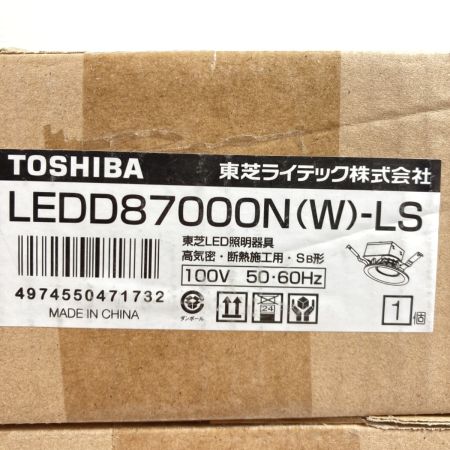 TOSHIBA 東芝ライテック株式会社
LEDD87000N(W)-LS
東芝LED照明器具
高気密・断熱施工用・SB形
100V 50・60Hz
4974550471732
MADE IN CHINA
ダンボール
24
1個